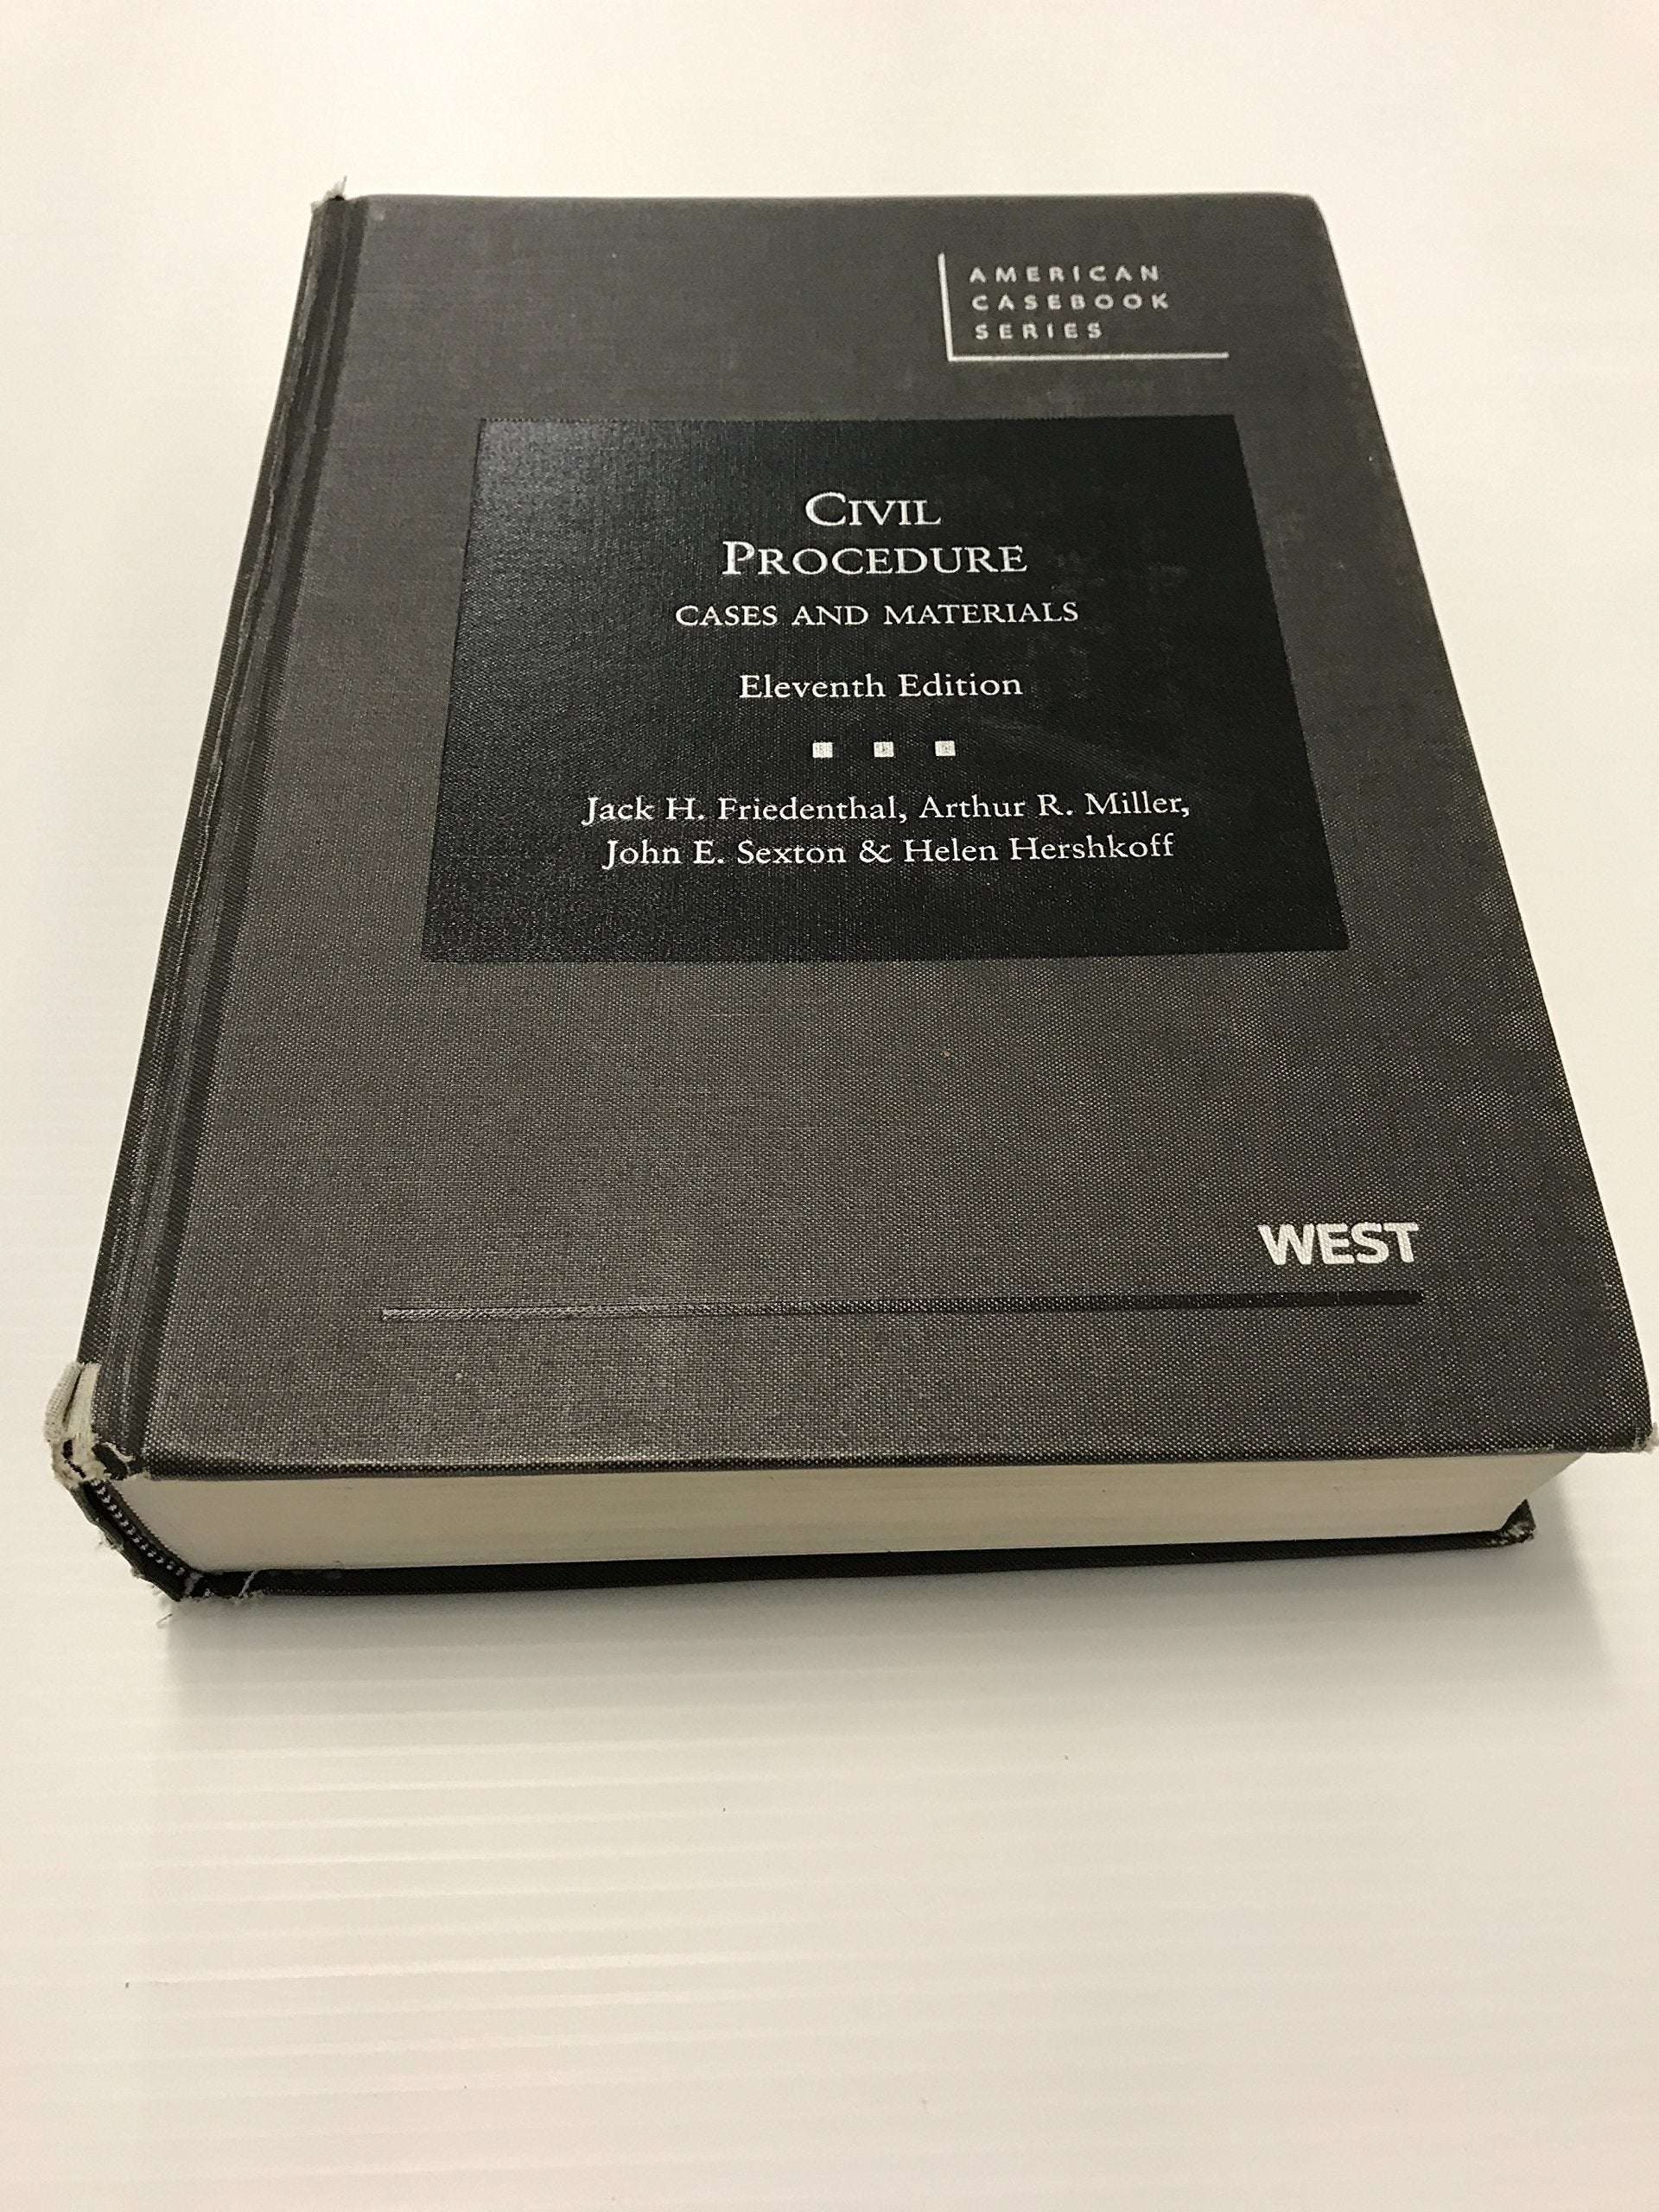 AMERICAN
CASEBOOK
SERIES
CIVIL
PROCEDURE
CASES AND MATERIALS
Eleventh Edition
Jack H. Friedenthal, Arthur R. Miller,
John E. Sexton & Helen Hershkoff
WEST